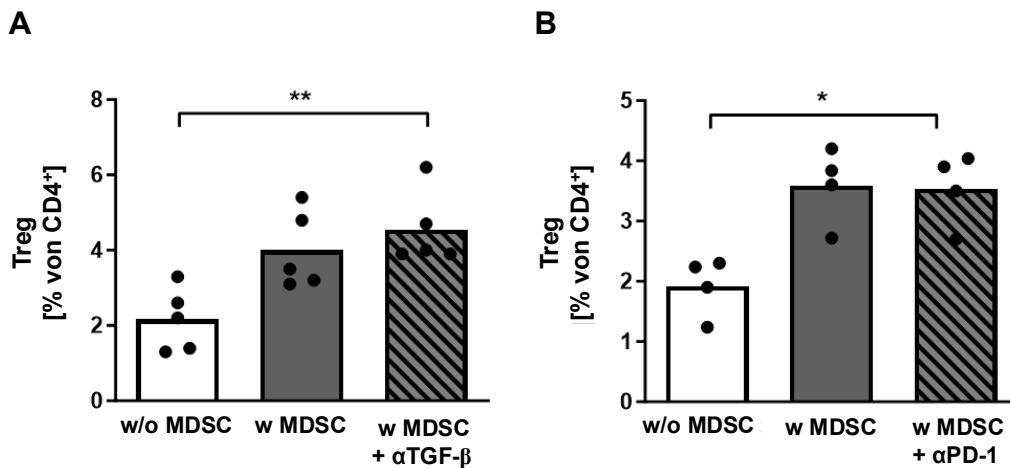 A
Treg
[% von CD4⁺]
8
6
4
2
0
**
w/o MDSC
w MDSC
w MDSC
+ αTGF-β
B
Treg
[% von CD4⁺]
5
4
3
2
1
0
*
w/o MDSC
w MDSC
w MDSC
+ αPD-1